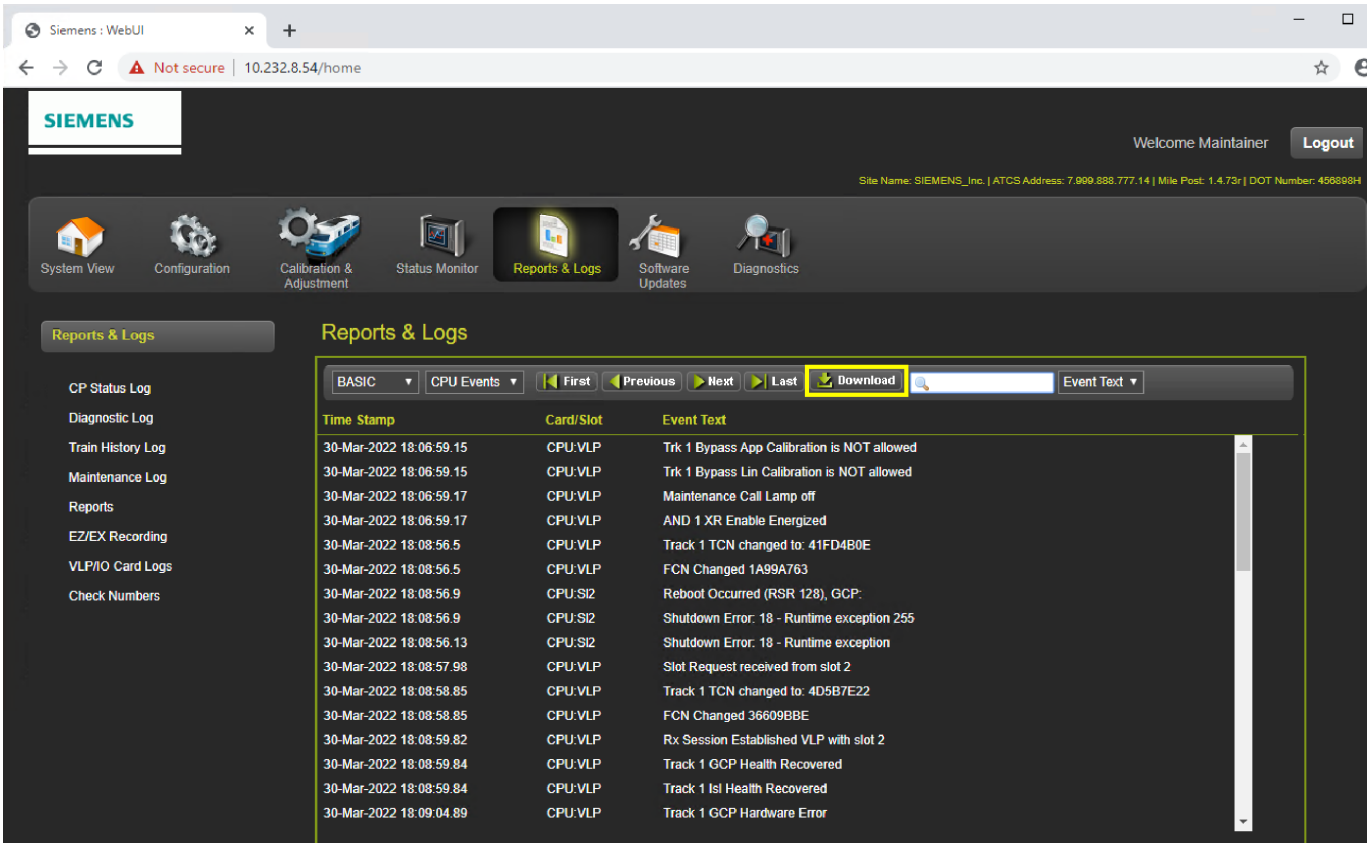 Siemens : WebUI
Not secure | 10.232.8.54/home
SIEMENS
Welcome Maintainer
Logout
Site Name: SIEMENS_Inc. | ATCS Address: 7.999.888.777.14 | Mile Post: 1.4.73r | DOT Number: 456898H
System View
Configuration
Calibration &
Adjustment
Status Monitor
Reports & Logs
Software
Updates
Diagnostics
Reports & Logs
CP Status Log
Diagnostic Log
Train History Log
Maintenance Log
Reports
EZ/EX Recording
VLP/IO Card Logs
Check Numbers
Reports & Logs
BASIC CPU Events First Previous Next Last Download Event Text
Time Stamp Card/Slot Event Text
30-Mar-2022 18:06:59.15 CPU:VLP Trk 1 Bypass App Calibration is NOT allowed
30-Mar-2022 18:06:59.15 CPU:VLP Trk 1 Bypass Lin Calibration is NOT allowed
30-Mar-2022 18:06:59.17 CPU:VLP Maintenance Call Lamp off
30-Mar-2022 18:06:59.17 CPU:VLP AND 1 XR Enable Energized
30-Mar-2022 18:08:56.5 CPU:VLP Track 1 TCN changed to: 41FD4B0E
30-Mar-2022 18:08:56.5 CPU:VLP FCN Changed 1A99A763
30-Mar-2022 18:08:56.9 CPU:SI2 Reboot Occurred (RSR 128), GCP:
30-Mar-2022 18:08:56.9 CPU:SI2 Shutdown Error: 18 - Runtime exception 255
30-Mar-2022 18:08:56.13 CPU:SI2 Shutdown Error: 18 - Runtime exception
30-Mar-2022 18:08:57.98 CPU:VLP Slot Request received from slot 2
30-Mar-2022 18:08:58.85 CPU:VLP Track 1 TCN changed to: 4D5B7E22
30-Mar-2022 18:08:58.85 CPU:VLP FCN Changed 36609BBE
30-Mar-2022 18:08:59.82 CPU:VLP Rx Session Established VLP with slot 2
30-Mar-2022 18:08:59.84 CPU:VLP Track 1 GCP Health Recovered
30-Mar-2022 18:08:59.84 CPU:VLP Track 1 Isl Health Recovered
30-Mar-2022 18:09:04.89 CPU:VLP Track 1 GCP Hardware Error